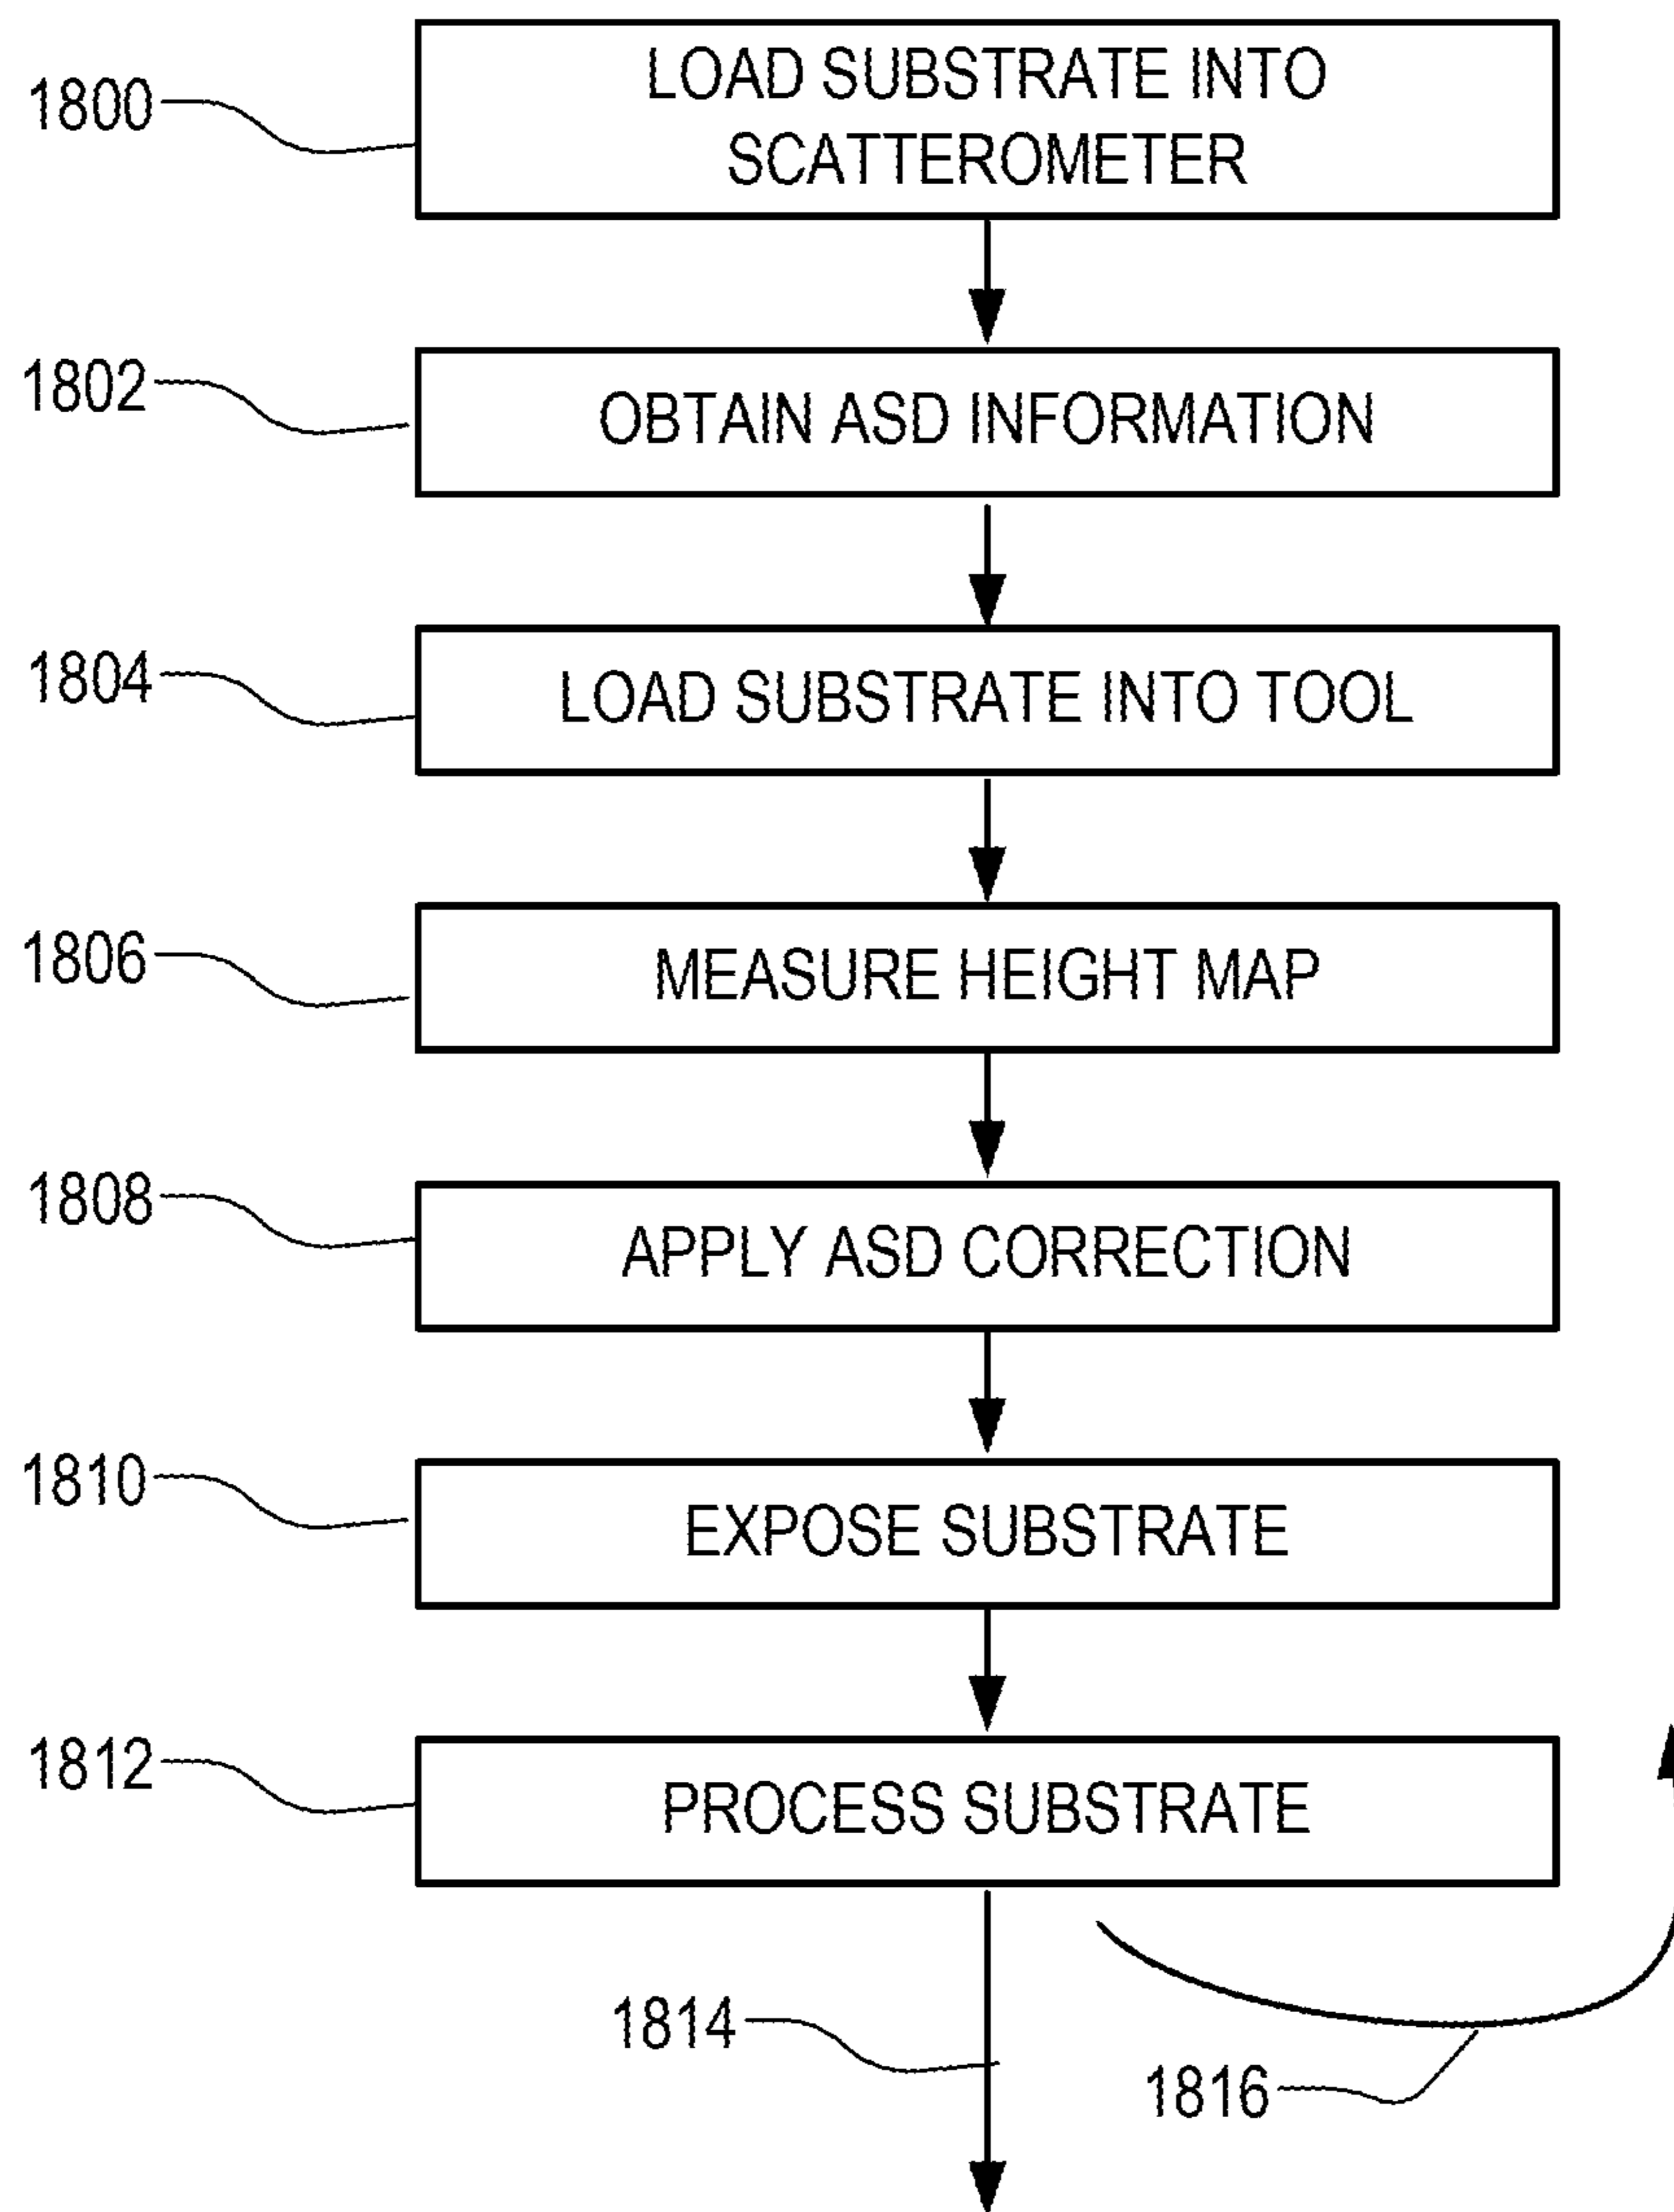 1800
LOAD SUBSTRATE INTO
SCATTEROMETER
1802
OBTAIN ASD INFORMATION
1804
LOAD SUBSTRATE INTO TOOL
1806
MEASURE HEIGHT MAP
1808
APPLY ASD CORRECTION
1810
EXPOSE SUBSTRATE
1812
PROCESS SUBSTRATE
1814
1816